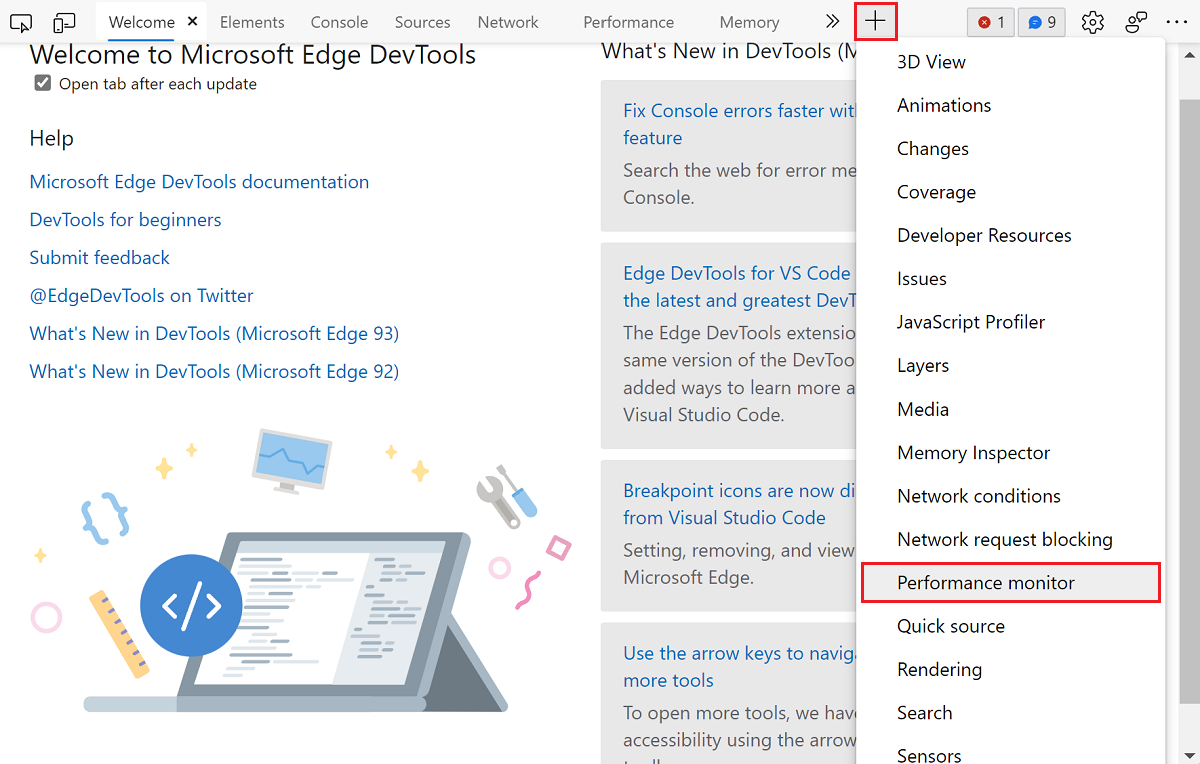 Welcome
Elements
Console
Sources
Network
Performance
Memory
1
9
Welcome to Microsoft Edge DevTools
Open tab after each update
Help
Microsoft Edge DevTools documentation
DevTools for beginners
Submit feedback
@EdgeDevTools on Twitter
What's New in DevTools (Microsoft Edge 93)
What's New in DevTools (Microsoft Edge 92)
What's New in DevTools (M
Fix Console errors faster wit
feature
Search the web for error me
Console.
Edge DevTools for VS Code
the latest and greatest DevT
The Edge DevTools extensio
same version of the DevToo
added ways to learn more a
Visual Studio Code.
Breakpoint icons are now di
from Visual Studio Code
Setting, removing, and view
Microsoft Edge.
Use the arrow keys to naviga
more tools
To open more tools, we have
accessibility using the arrow
3D View
Animations
Changes
Coverage
Developer Resources
Issues
JavaScript Profiler
Layers
Media
Memory Inspector
Network conditions
Network request blocking
Performance monitor
Quick source
Rendering
Search
Sensors